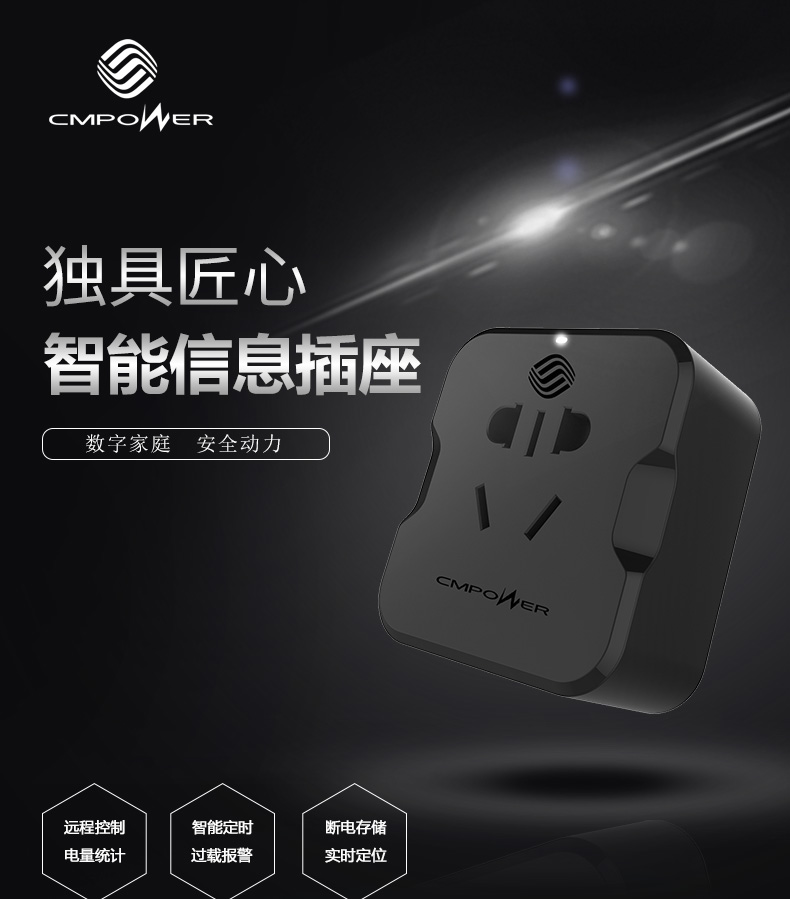 CMPOWER
独具匠心
智能信息插座
数字家庭 安全动力
CMPOWER
远程控制
电量统计
智能定时
过载报警
断电存储
实时定位